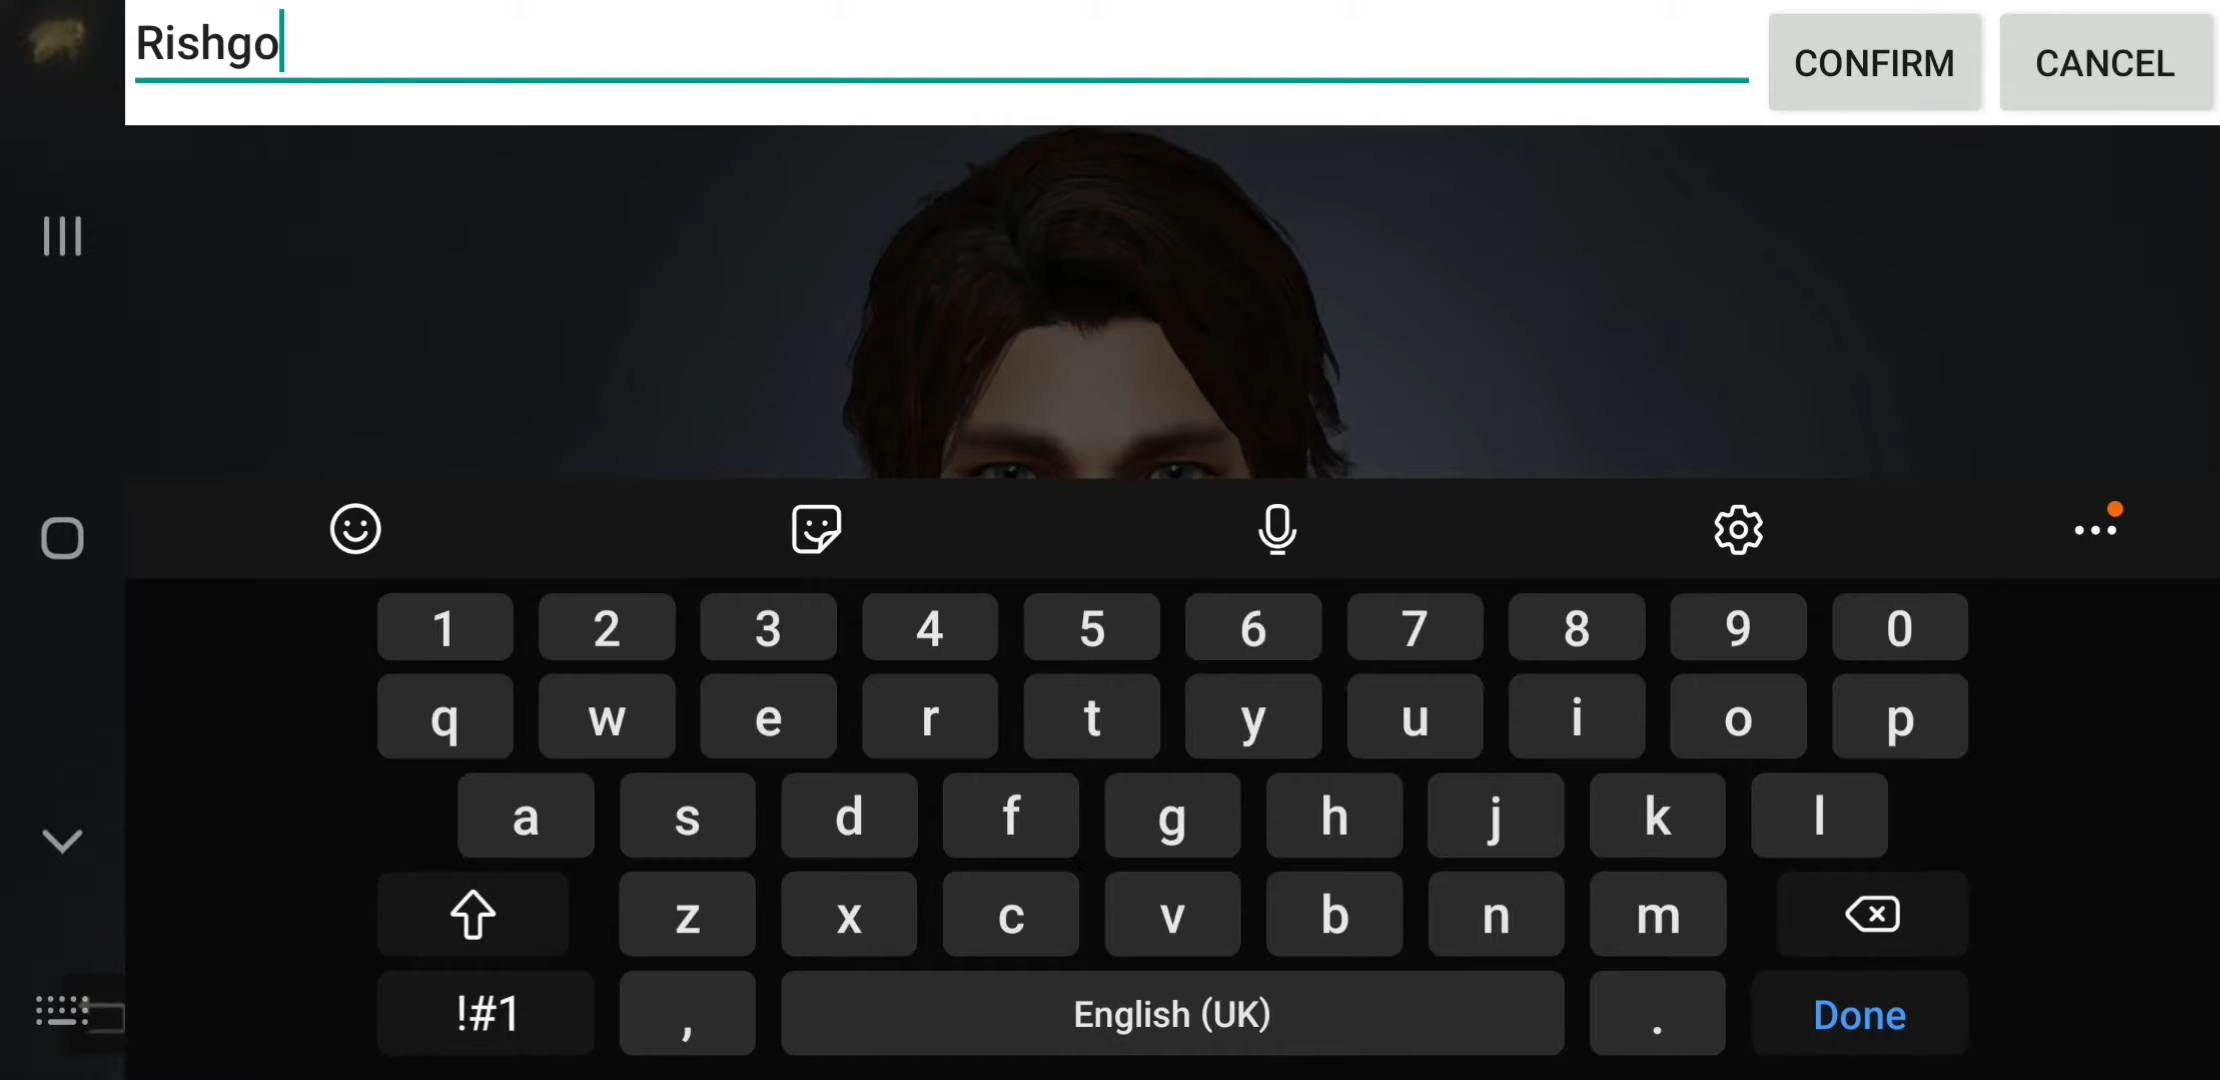 Rishgo
CONFIRM
CANCEL
1 2 3 4 5 6 7 8 9 0
q w e r t y u i o p
a s d f g h j k l
z x c v b n m
!#1 , English (UK) . Done